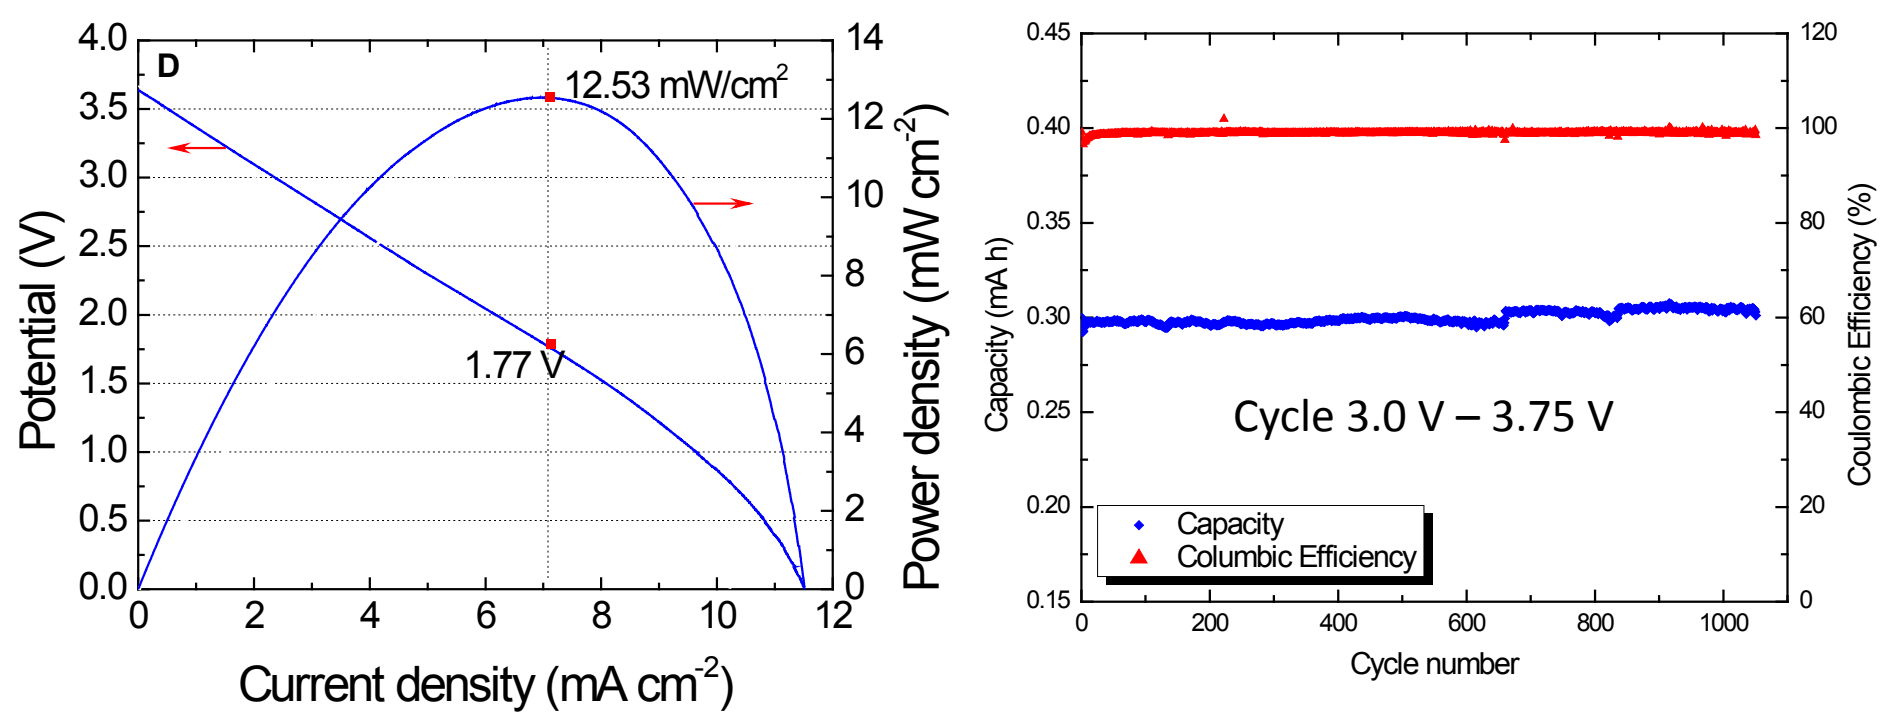 D
12.53 mW/cm²
1.77 V
4.0
3.5
3.0
2.5
2.0
1.5
1.0
0.5
0.0
Potential (V)
0 2 4 6 8 10 12
Current density (mA cm⁻²)
14
12
10
8
6
4
2
0
Power density (mW cm⁻²)
0.45
0.40
0.35
0.30
0.25
0.20
0.15
Capacity (mA h)
Cycle 3.0 V – 3.75 V
Capacity
Columbic Efficiency
0 200 400 600 800 1000
Cycle number
120
100
80
60
40
20
0
Coulombic Efficiency (%)